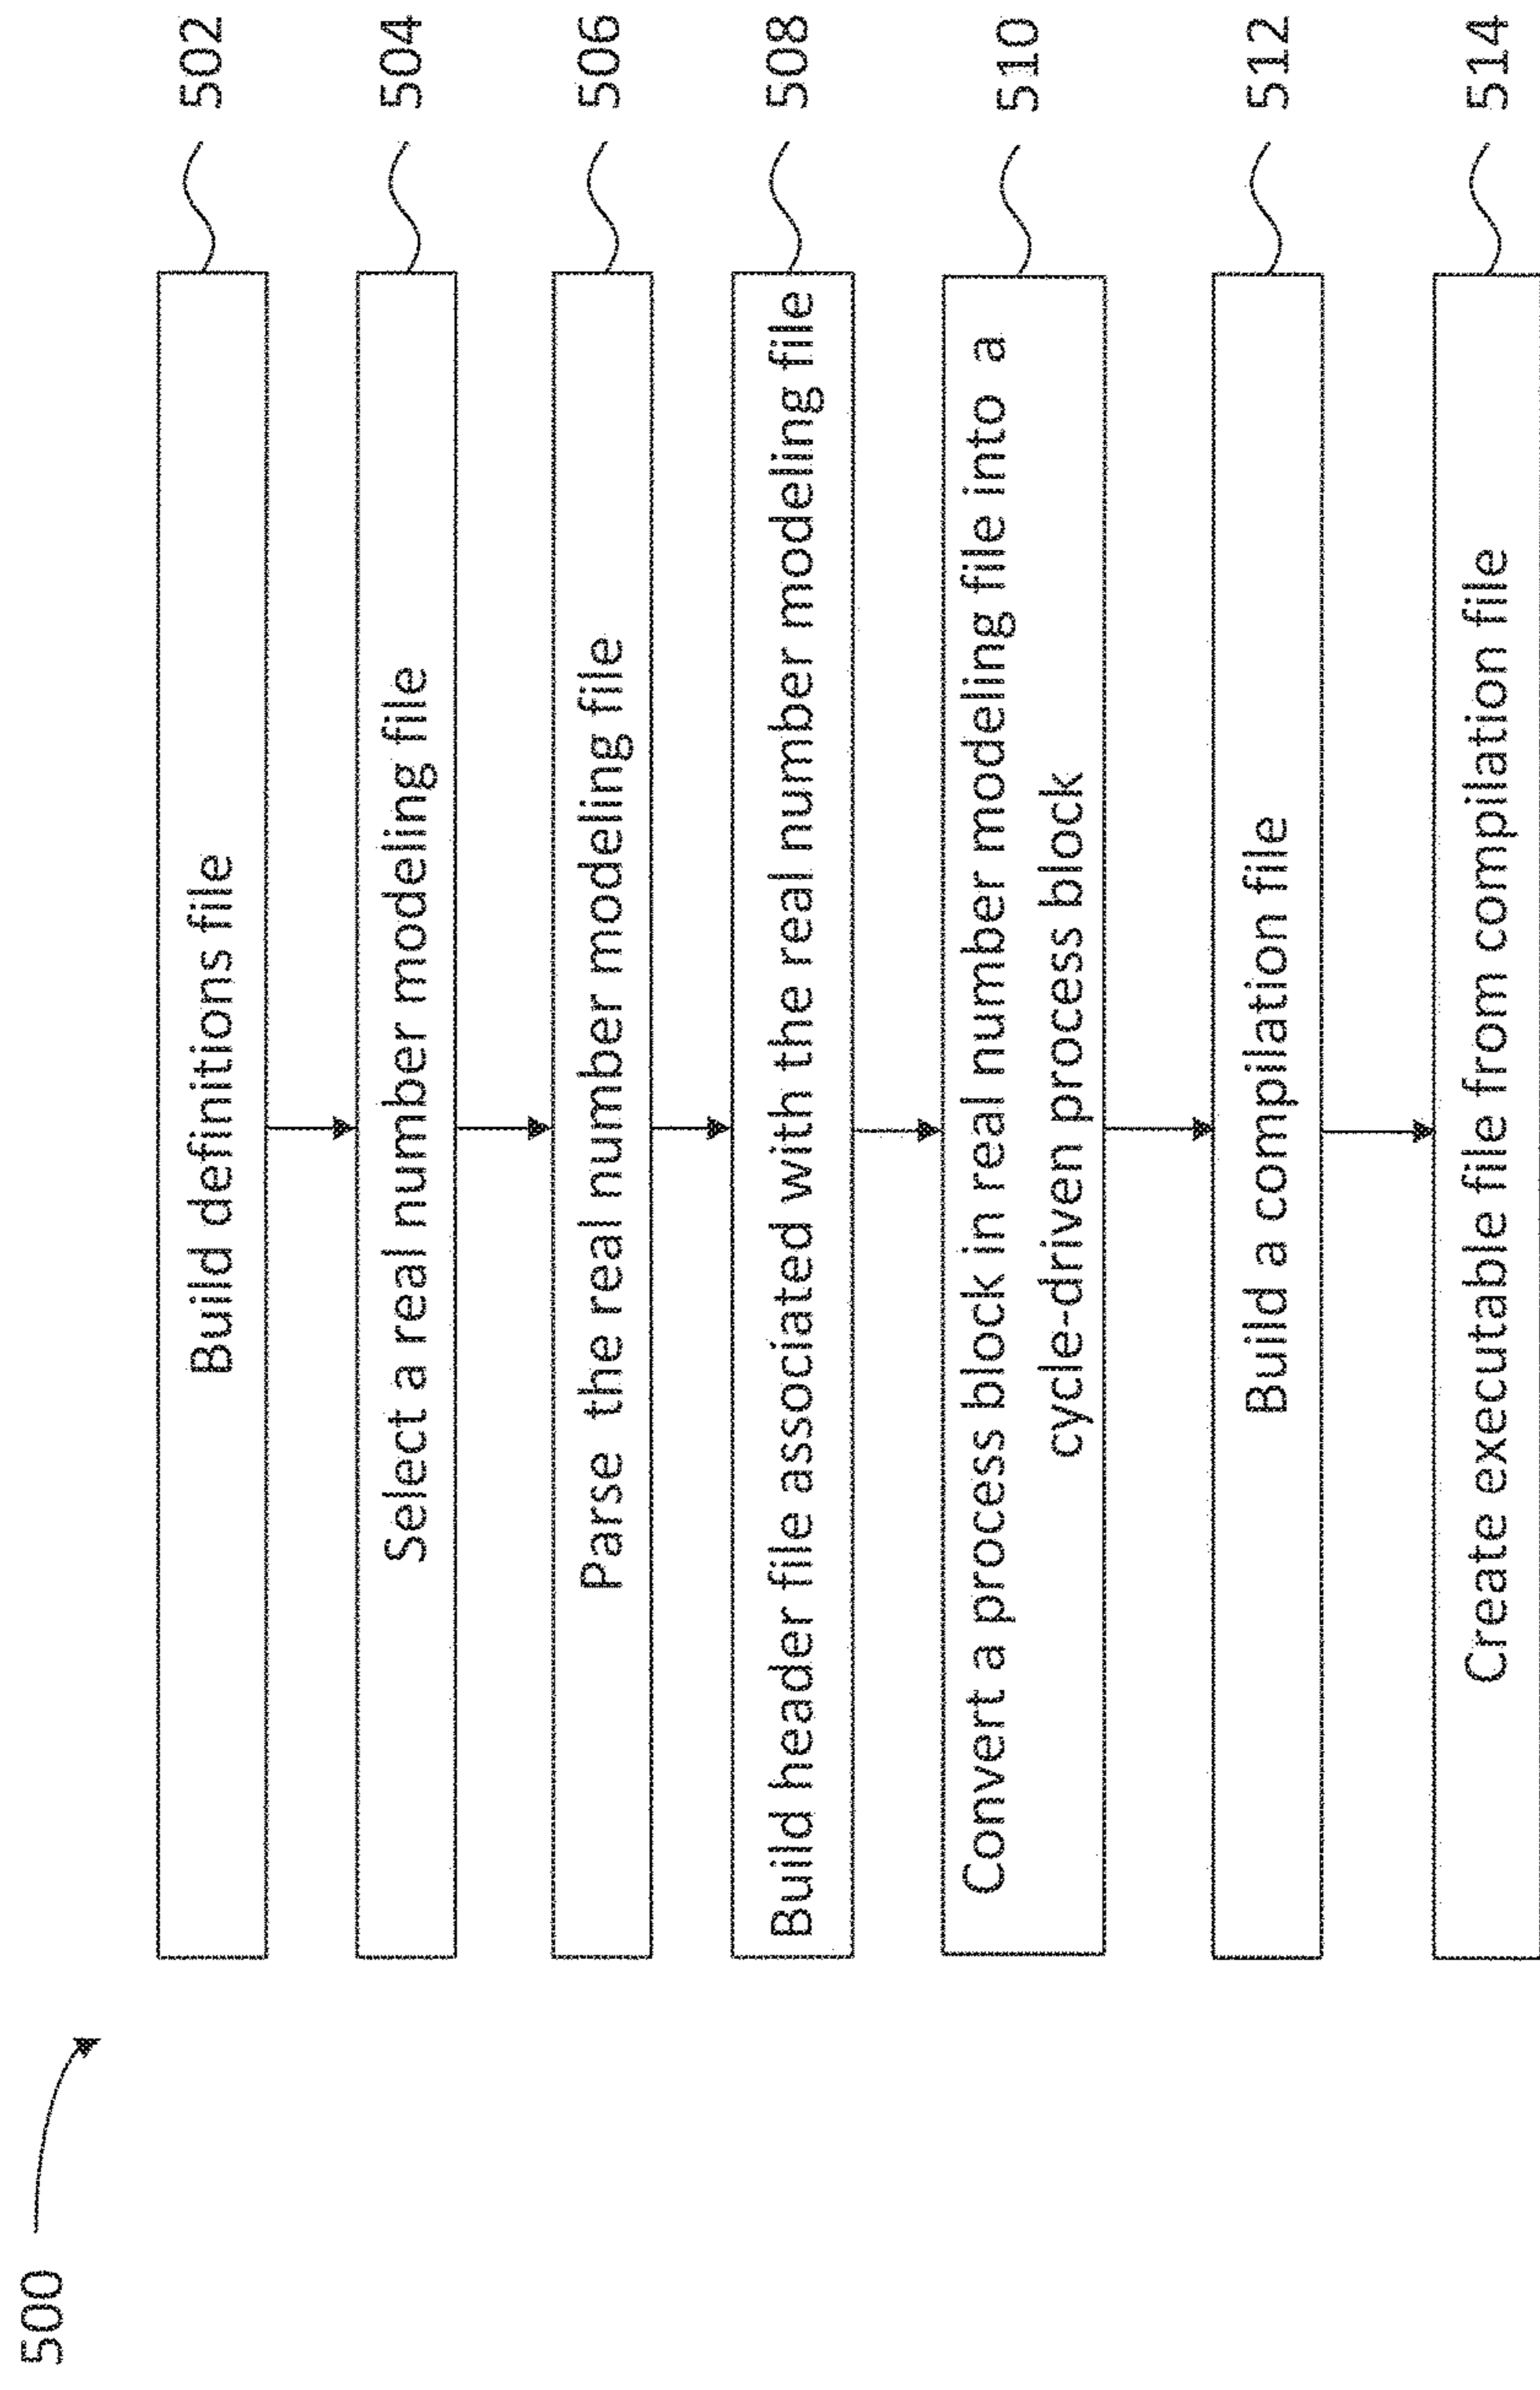 500
Build definitions file
502
Select a real number modeling file
504
Parse the real number modeling file
506
Build header file associated with the real number modeling file
508
Convert a process block in real number modeling file into a
cycle-driven process block
510
Build a compilation file
512
Create executable file from compilation file
514